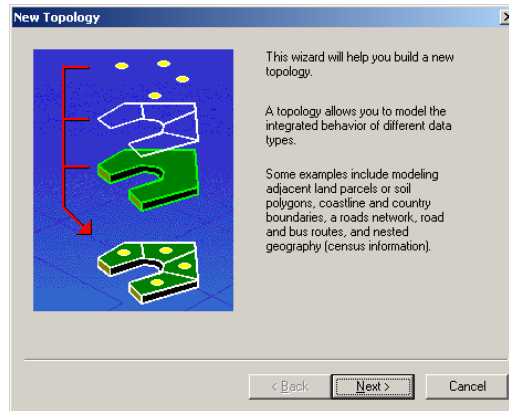 New Topology
This wizard will help you build a new
topology.
A topology allows you to model the
integrated behavior of different data
types.
Some examples include modeling
adjacent land parcels or soil
polygons, coastline and country
boundaries, a roads network, road
and bus routes, and nested
geography (census information).
< Back Next > Cancel